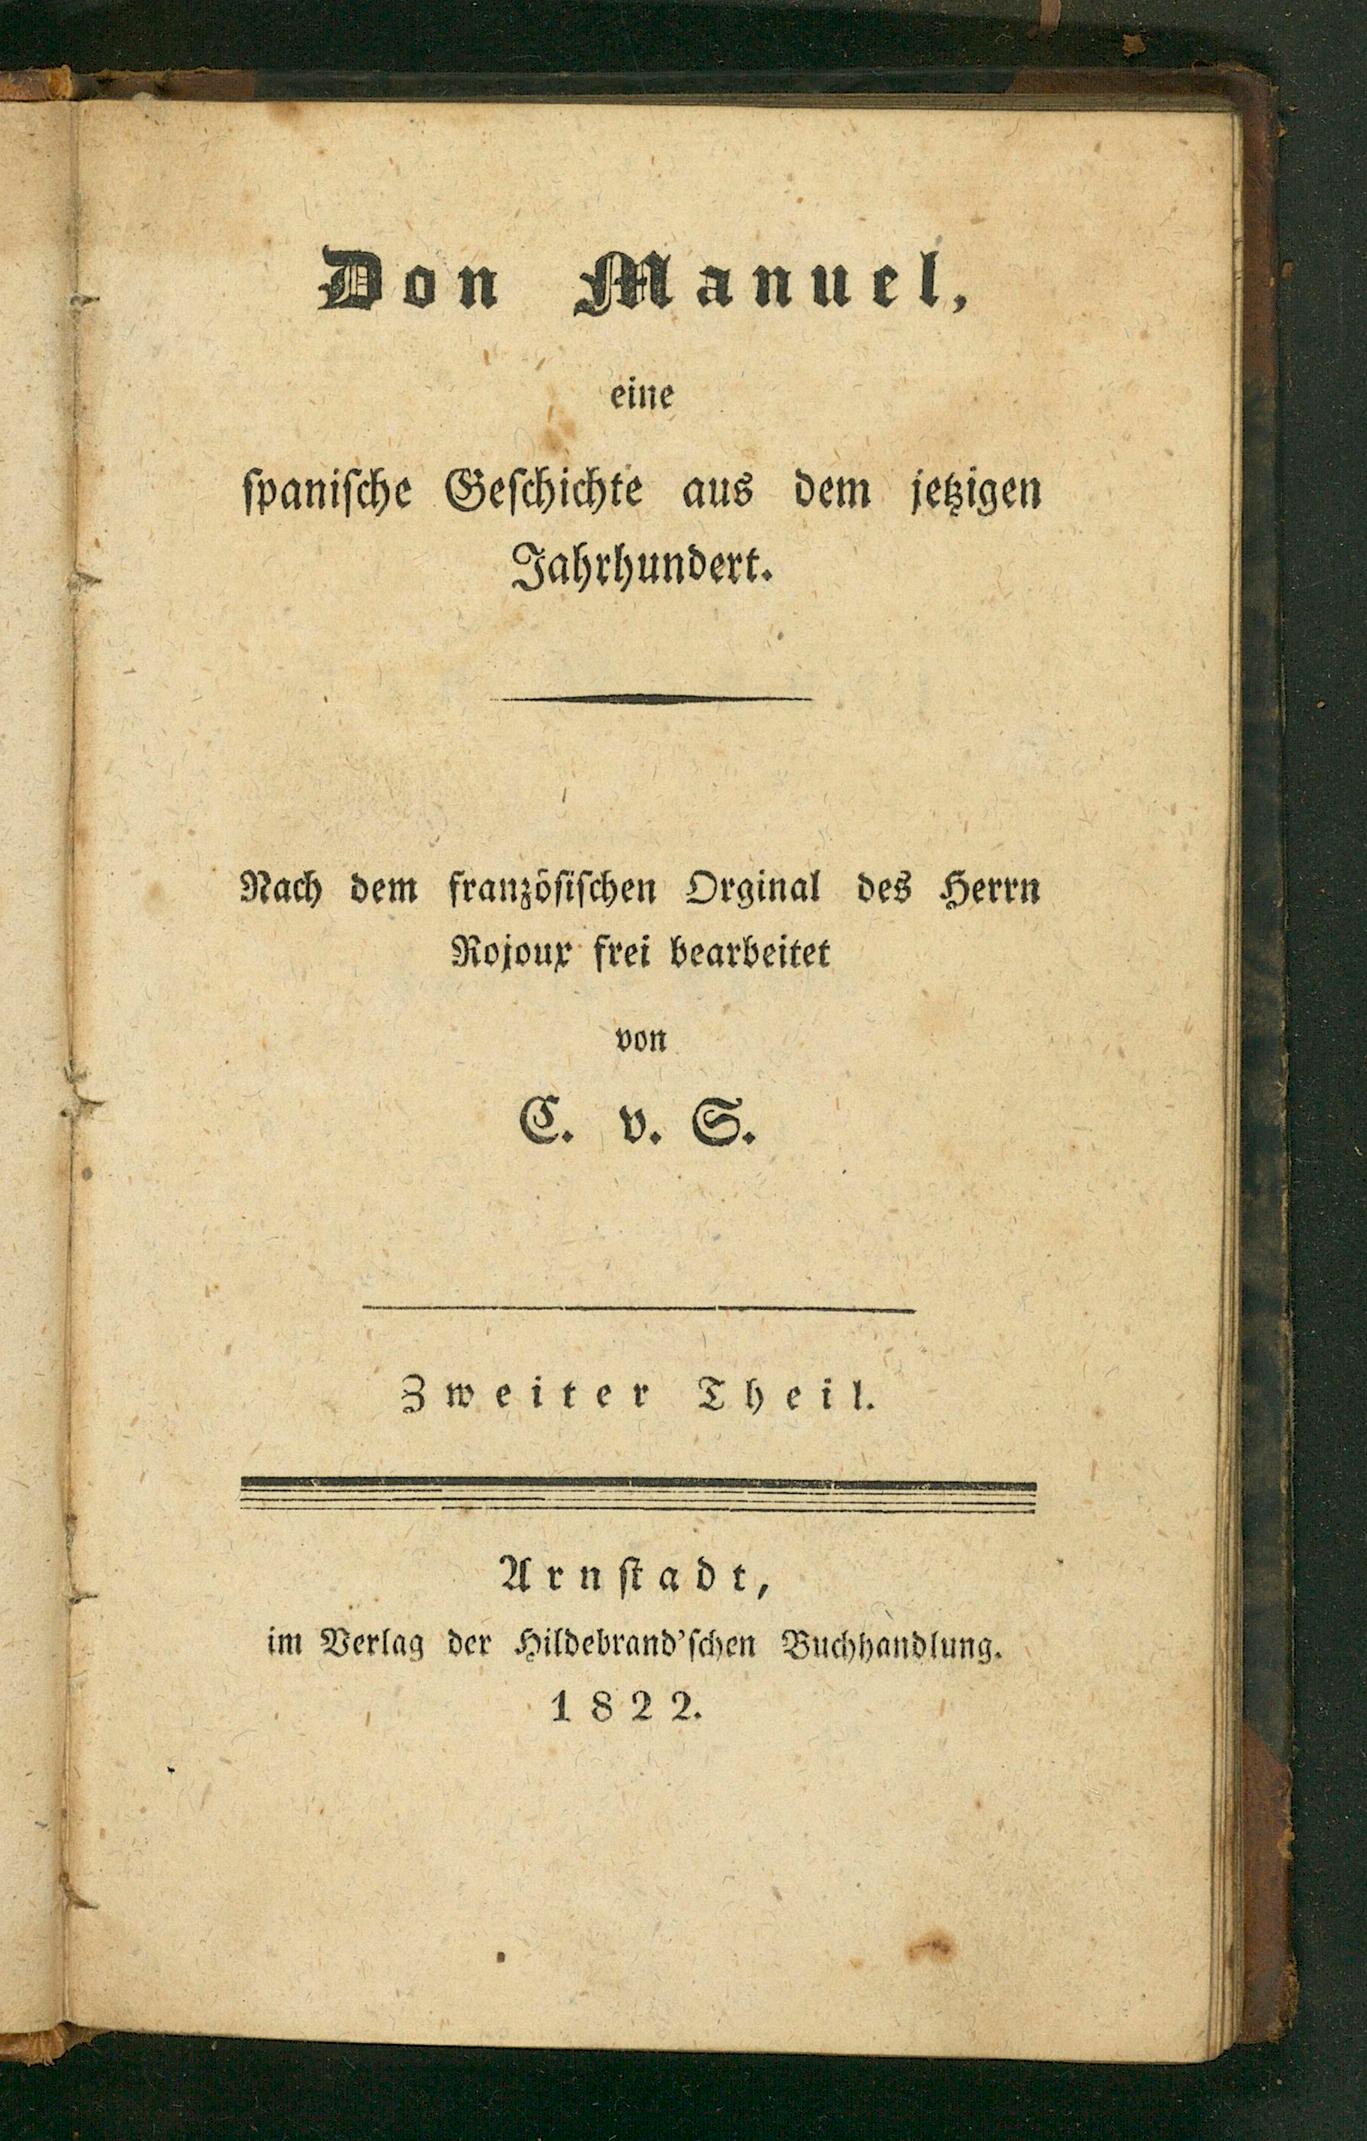 Don Manuel,
eine
spanische Geschichte aus dem jetzigen
Jahrhundert.
Nach dem französischen Orginal des Herrn
Rojoux frei bearbeitet
von
C. v. S.
Zweiter Theil.
Arnstadt,
im Verlag der Hildebrand'schen Buchhandlung.
1822.